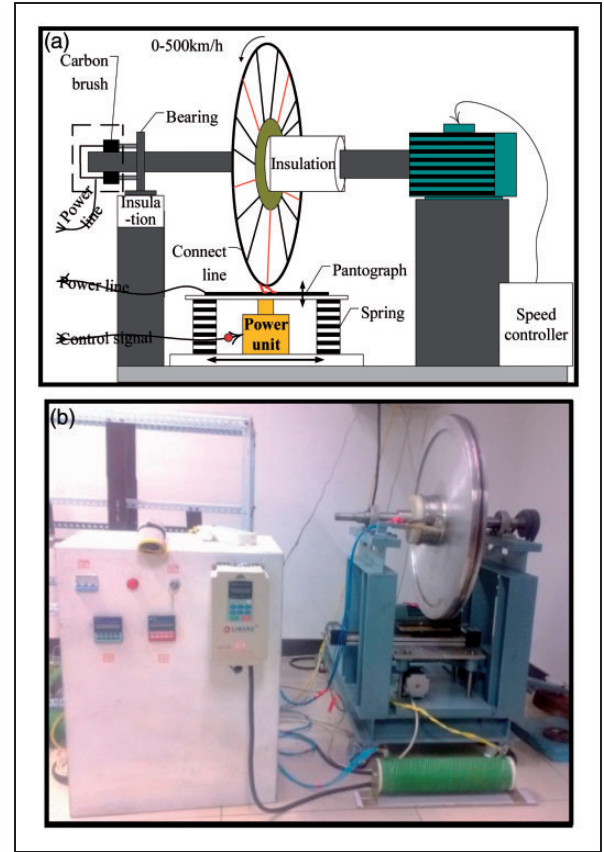 (a)
0-500km/h
Carbon
brush
Bearing
Insulation
Insula
-tion
Power
line
Connect
line
Pantograph
Power line
Spring
Speed
controller
Control signal
Power
unit
(b)